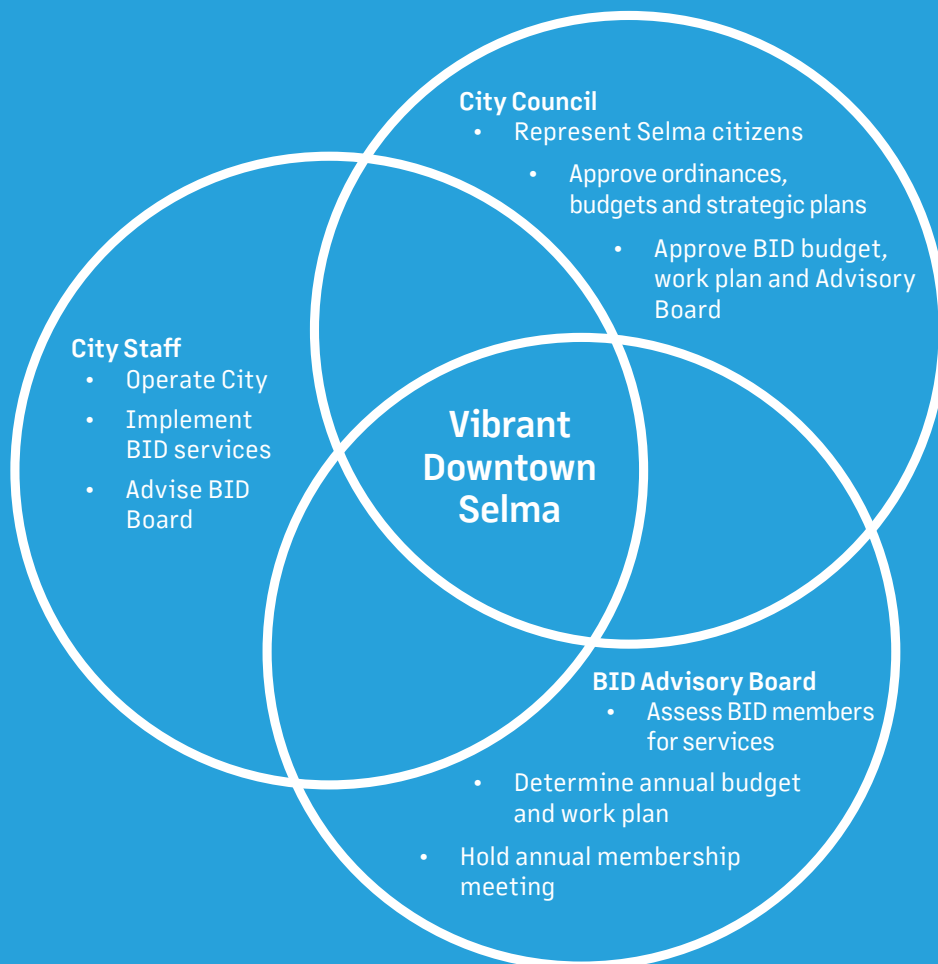 City Council
• Represent Selma citizens
• Approve ordinances,
budgets and strategic plans
• Approve BID budget,
work plan and Advisory
Board
City Staff
• Operate City
• Implement
BID services
• Advise BID
Board
Vibrant
Downtown
Selma
BID Advisory Board
• Assess BID members
for services
• Determine annual budget
and work plan
• Hold annual membership
meeting